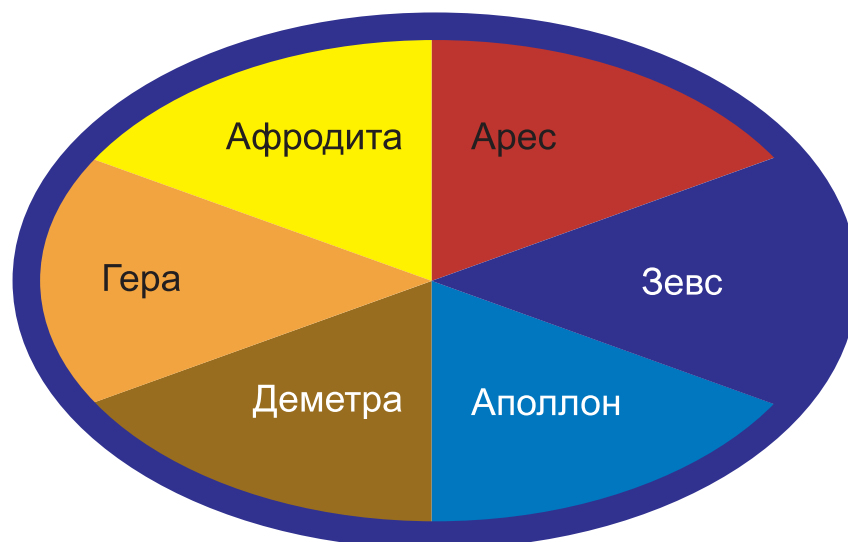 Афродита
Арес
Гера
Зевс
Деметра
Аполлон